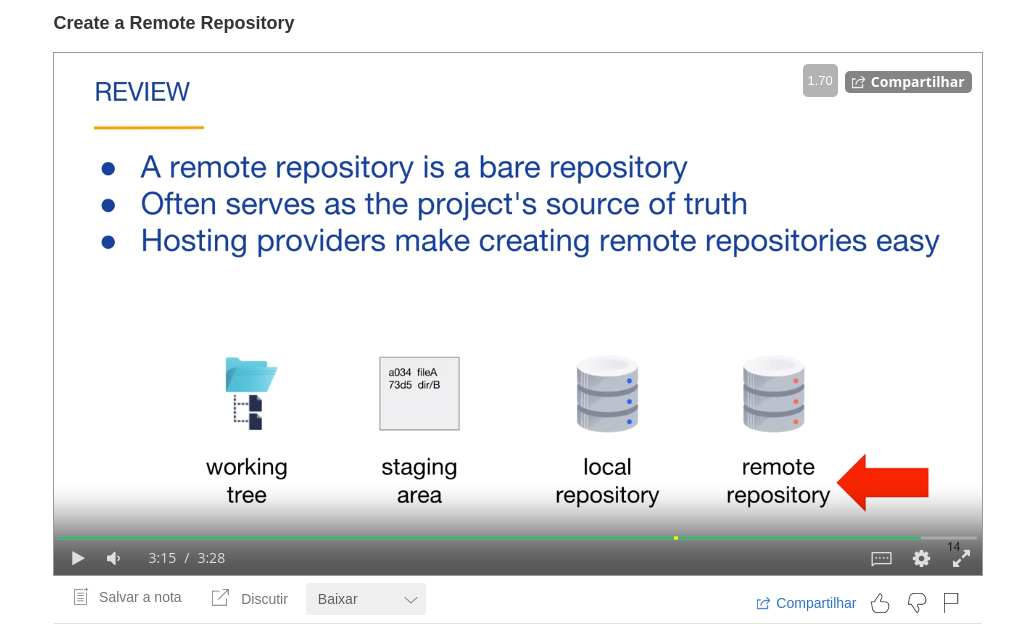 Create a Remote Repository
REVIEW
1.70
Compartilhar
● A remote repository is a bare repository
● Often serves as the project's source of truth
● Hosting providers make creating remote repositories easy
a034 fileA
73d5 dir/B
working tree
staging area
local repository
remote repository
3:15 / 3:28
14
Salvar a nota
Discutir
Baixar
Compartilhar